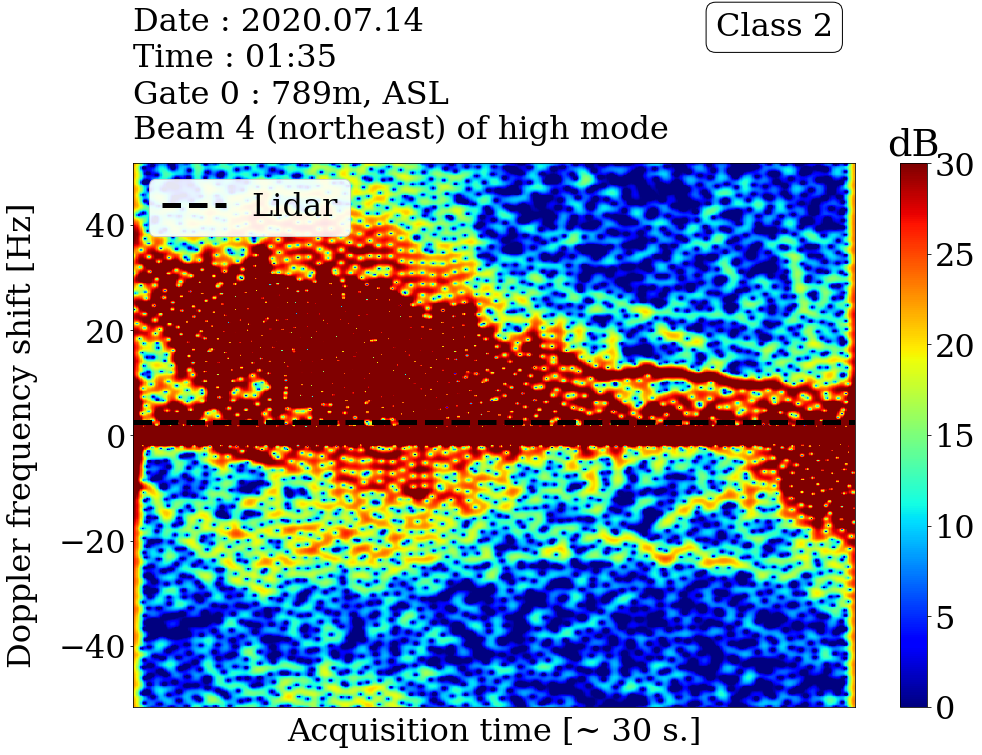 Date : 2020.07.14
Time : 01:35
Gate 0 : 789m, ASL
Beam 4 (northeast) of high mode
Class 2
dB
Lidar
Doppler frequency shift [Hz]
40
20
0
−20
−40
Acquisition time [~ 30 s.]
30
25
20
15
10
5
0